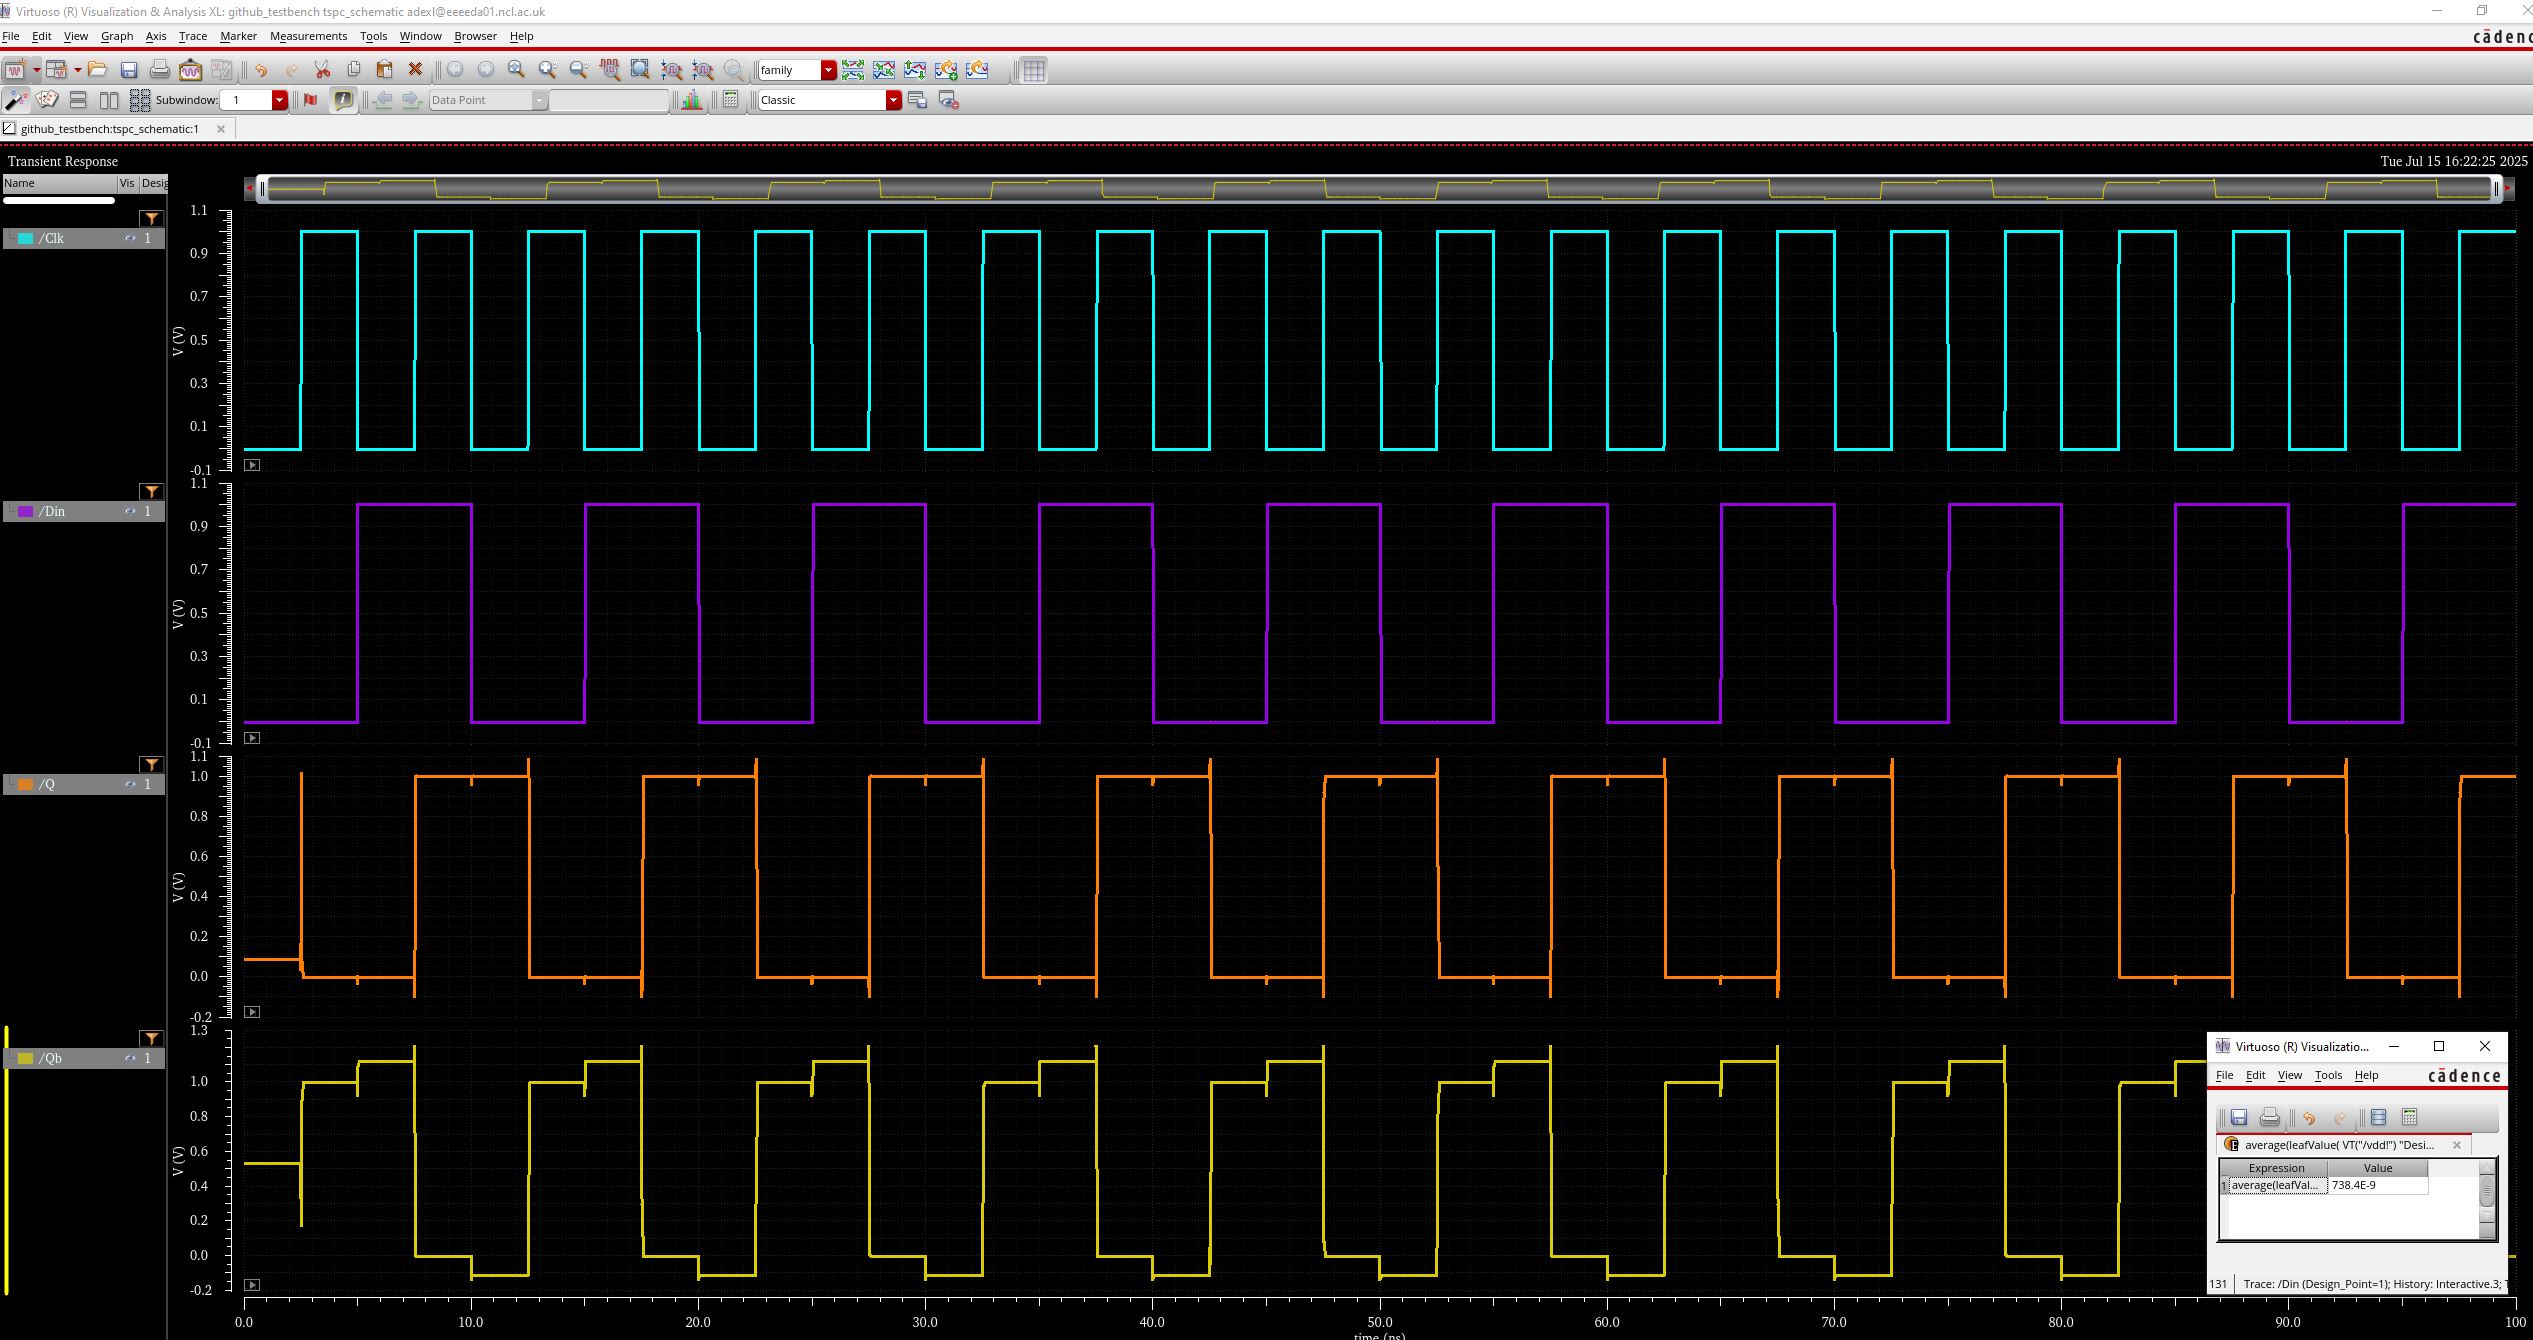 Virtuoso (R) Visualization & Analysis XL: github_testbench tspc_schematic adexl@eeeeda01.ncl.ac.uk
File Edit View Graph Axis Trace Marker Measurements Tools Window Browser Help
cādenc
family
Subwindow: 1 Data Point Classic
github_testbench:tspc_schematic:1
Transient Response
Tue Jul 15 16:22:25 2025
Name Vis Desig
1.1
/Clk 1
0.9
0.7
0.5
V (V)
0.3
0.1
-0.1
1.1
/Din 1
0.9
0.7
0.5
V (V)
0.3
0.1
-0.1
1.1
1.0
/Q 1
0.8
0.6
V (V)
0.4
0.2
0.0
-0.2
1.3
/Qb 1
1.0
0.8
0.6
V (V)
0.4
0.2
0.0
-0.2
0.0 10.0 20.0 30.0 40.0 50.0 60.0 70.0 80.0 90.0 100
time (ns)
Virtuoso (R) Visualizatio...
File Edit View Tools Help
cādence
average(leafValue( VT("/vdd!") "Desi...
Expression Value
1 average(leafVal... 738.4E-9
131 Trace: /Din (Design_Point=1); History: Interactive.3;